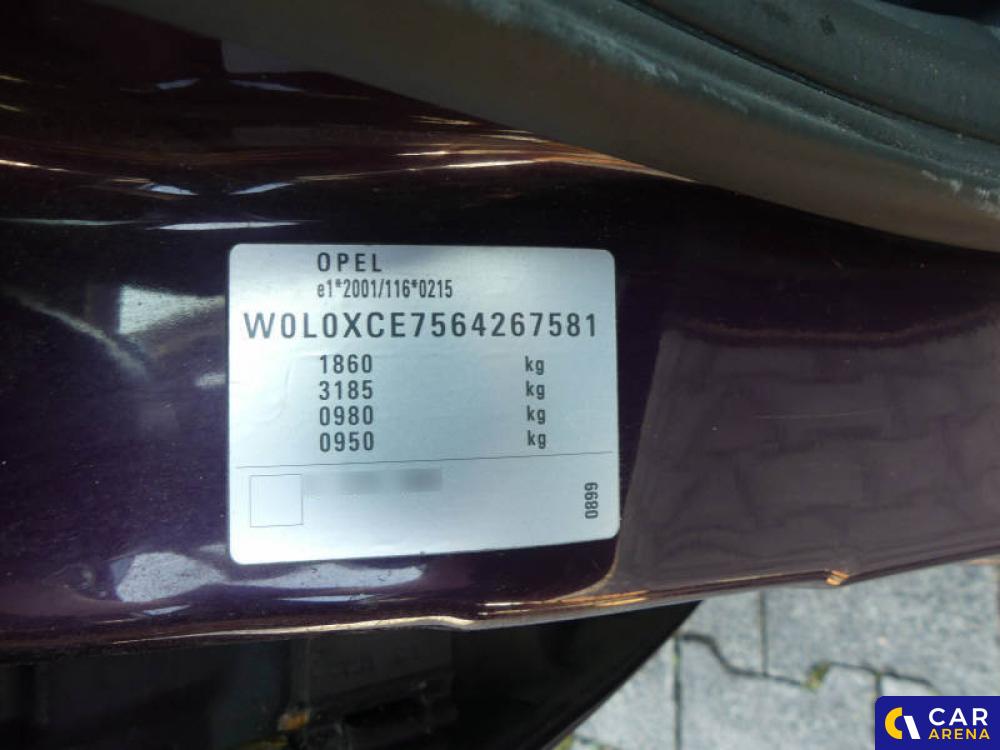 OPEL
e1*2001/116*0215
W0L0XCE7564267581
1860 kg
3185 kg
0980 kg
0950 kg
0899
CAR
ARENA